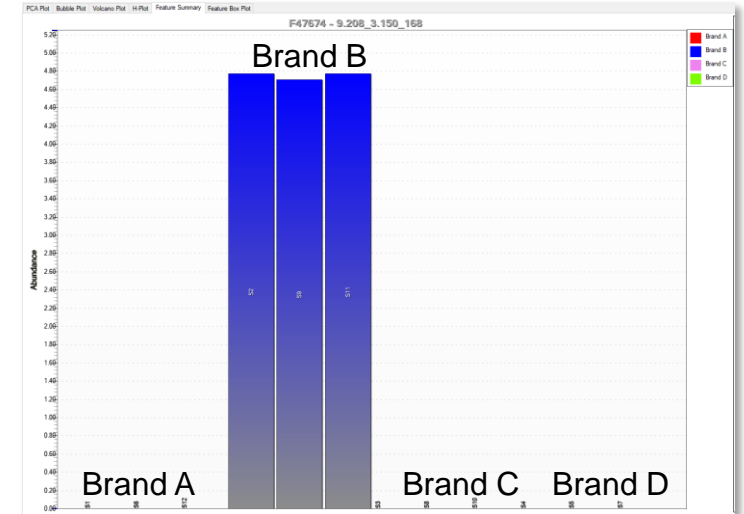 PCA Plot Bubble Plot Volcano Plot H-Plot Feature Summary Feature Box Plot
F47674 - 9.208_3.150_168
Brand A
Brand B
Brand C
Brand D
Brand B
Abundance
5.20
5.00
4.80
4.60
4.40
4.20
4.00
3.80
3.60
3.40
3.20
3.00
2.80
2.60
2.40
2.20
2.00
1.80
1.60
1.40
1.20
1.00
0.80
0.60
0.40
0.20
0.00
S2
S9
S11
Brand A
Brand C
Brand D
S1
S6
S12
S3
S8
S10
S4
S5
S7